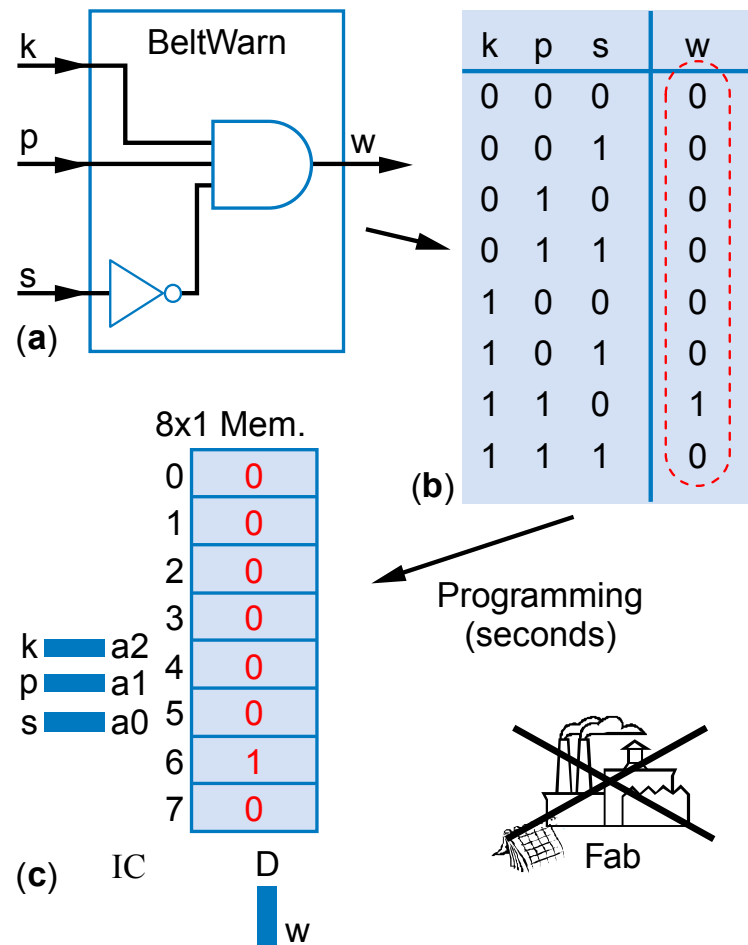 BeltWarn
k
p
w
s
(a)
k p s w
0 0 0 0
0 0 1 0
0 1 0 0
0 1 1 0
1 0 0 0
1 0 1 0
1 1 0 1
1 1 1 0
(b)
8x1 Mem.
0 0
1 0
2 0
3 0
4 0
5 0
6 1
7 0
k a2
p a1
s a0
(c) IC D
w
Programming
(seconds)
Fab